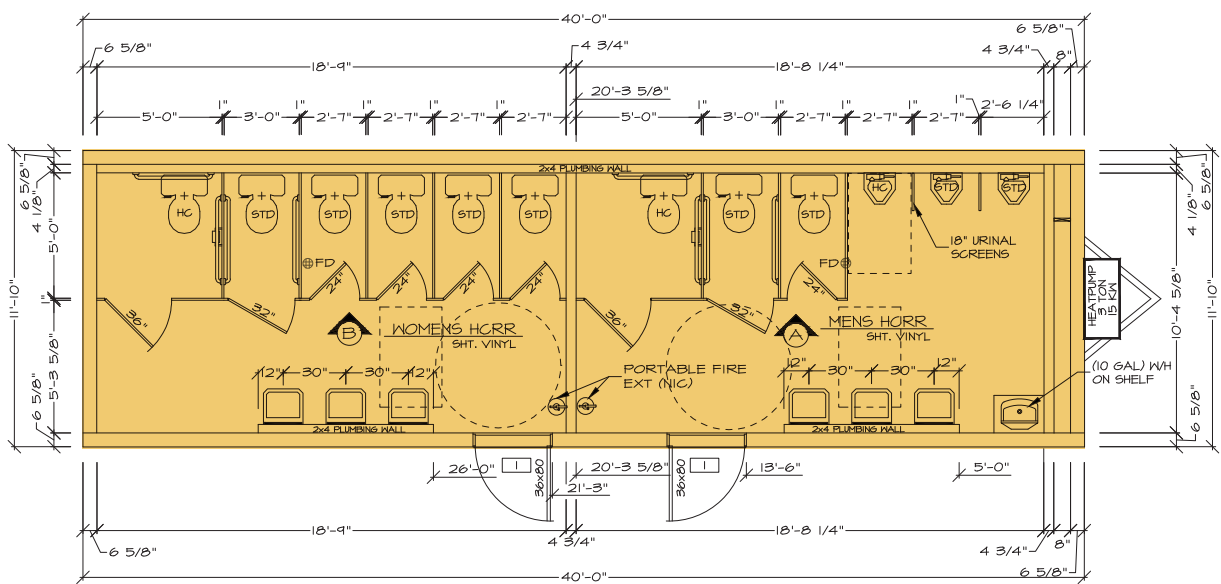 40'-0"
6 5/8"
6 5/8"
4 3/4"
4 3/4"
8"
18'-9"
18'-8 1/4"
20'-3 5/8"
1" 1" 1" 1" 1" 1" 1" 1" 1" 1"
5'-0" 3'-0" 2'-7" 2'-7" 2'-7" 2'-7" 5'-0" 3'-0" 2'-7" 2'-7" 2'-7" 2'-6 1/4"
6 5/8"
4 1/8"
5'-0"
1"
5'-3 5/8"
6 5/8"
11'-10"
6 5/8"
4 1/8"
10'-4 5/8"
6 5/8"
11'-10"
2x4 PLUMBING WALL
HC STD STD STD STD STD HC STD STD HC STD STD
18" URINAL
SCREENS
FD
FD
24" 24" 24" 24"
24"
36" 32" 36" 32"
HEATPUMP
3 TON
15 KW
B
WOMENS HCRR
SHT. VINYL
A
MENS HCRR
SHT. VINYL
12" 30" 30" 12"
12" 30" 30" 12"
PORTABLE FIRE
EXT (NIC)
(10 GAL) W/H
ON SHELF
2x4 PLUMBING WALL
2x4 PLUMBING WALL
26'-0"
1
36x80
21'-3"
20'-3 5/8"
36x80
1
13'-6"
5'-0"
18'-9"
18'-8 1/4"
6 5/8"
4 3/4"
4 3/4"
8"
6 5/8"
40'-0"